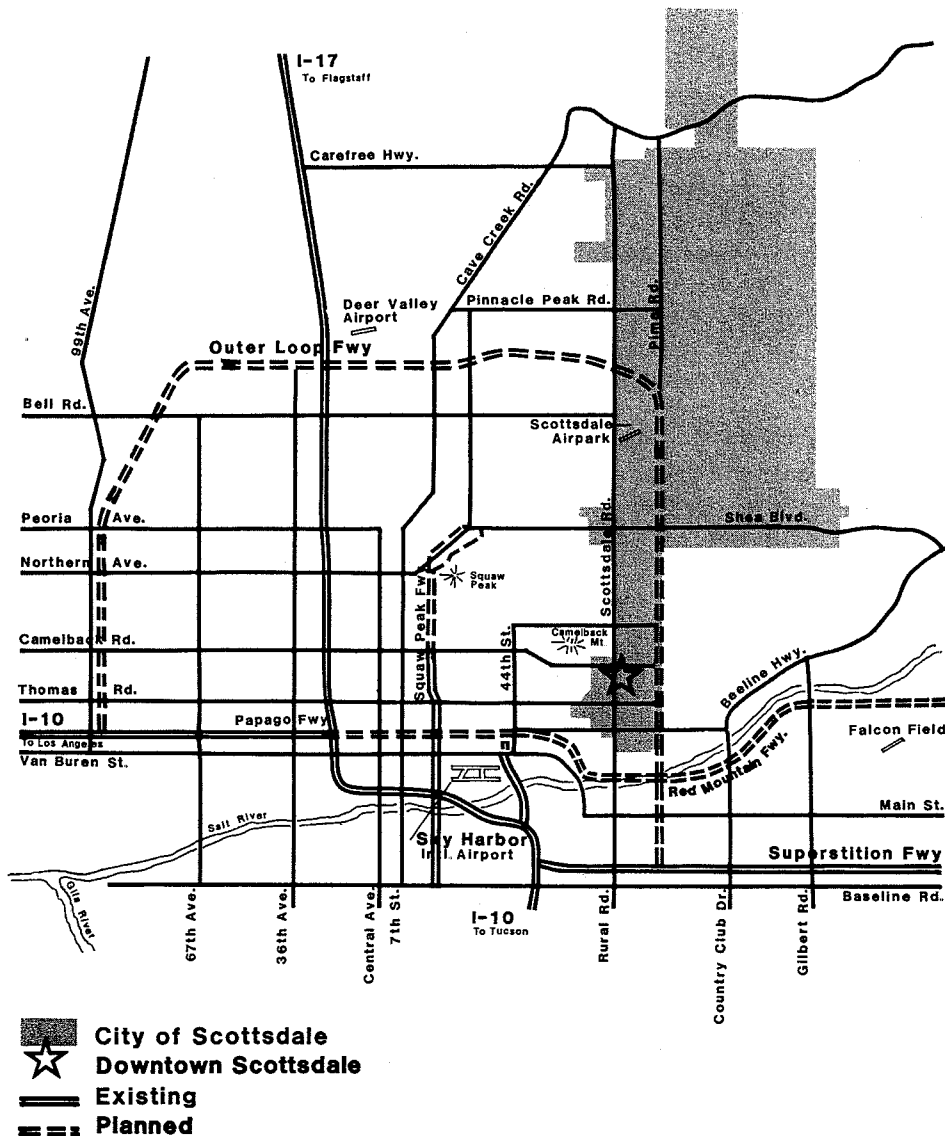 I-17
To Flagstaff
Carefree Hwy.
Cave Creek Rd.
99th Ave.
Deer Valley
Airport
Pinnacle Peak Rd.
Pima Rd.
Outer Loop Fwy
Bell Rd.
Scottsdale
Airpark
Peoria Ave.
Shea Blvd.
Scottsdale Rd.
Northern Ave.
Squaw
Peak
Squaw Peak Fwy
Camelback Rd.
44th St.
Camelback
Mt.
Beeline Hwy.
Thomas Rd.
I-10
To Los Angeles
Papago Fwy
Van Buren St.
Falcon Field
Red Mountain Fwy.
Main St.
Salt River
Sky Harbor
Int'l. Airport
Superstition Fwy
Gila River
Baseline Rd.
67th Ave.
36th Ave.
Central Ave.
7th St.
I-10
To Tucson
Rural Rd.
Country Club Dr.
Gilbert Rd.
City of Scottsdale
Downtown Scottsdale
Existing
Planned